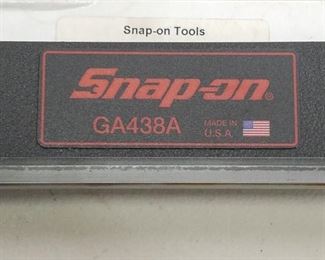 Snap-on Tools
Snap-on®
GA438A
MADE IN
U.S.A.